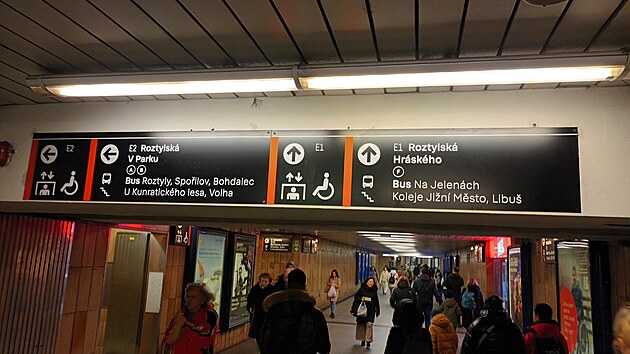 E2
E2 Roztylská
V Parku
A B
Bus Roztyly, Spořilov, Bohdalec
U Kunratického lesa, Volha
E1
E1 Roztylská
Hráského
F
Bus Na Jelenách
Koleje Jižní Město, Libuš